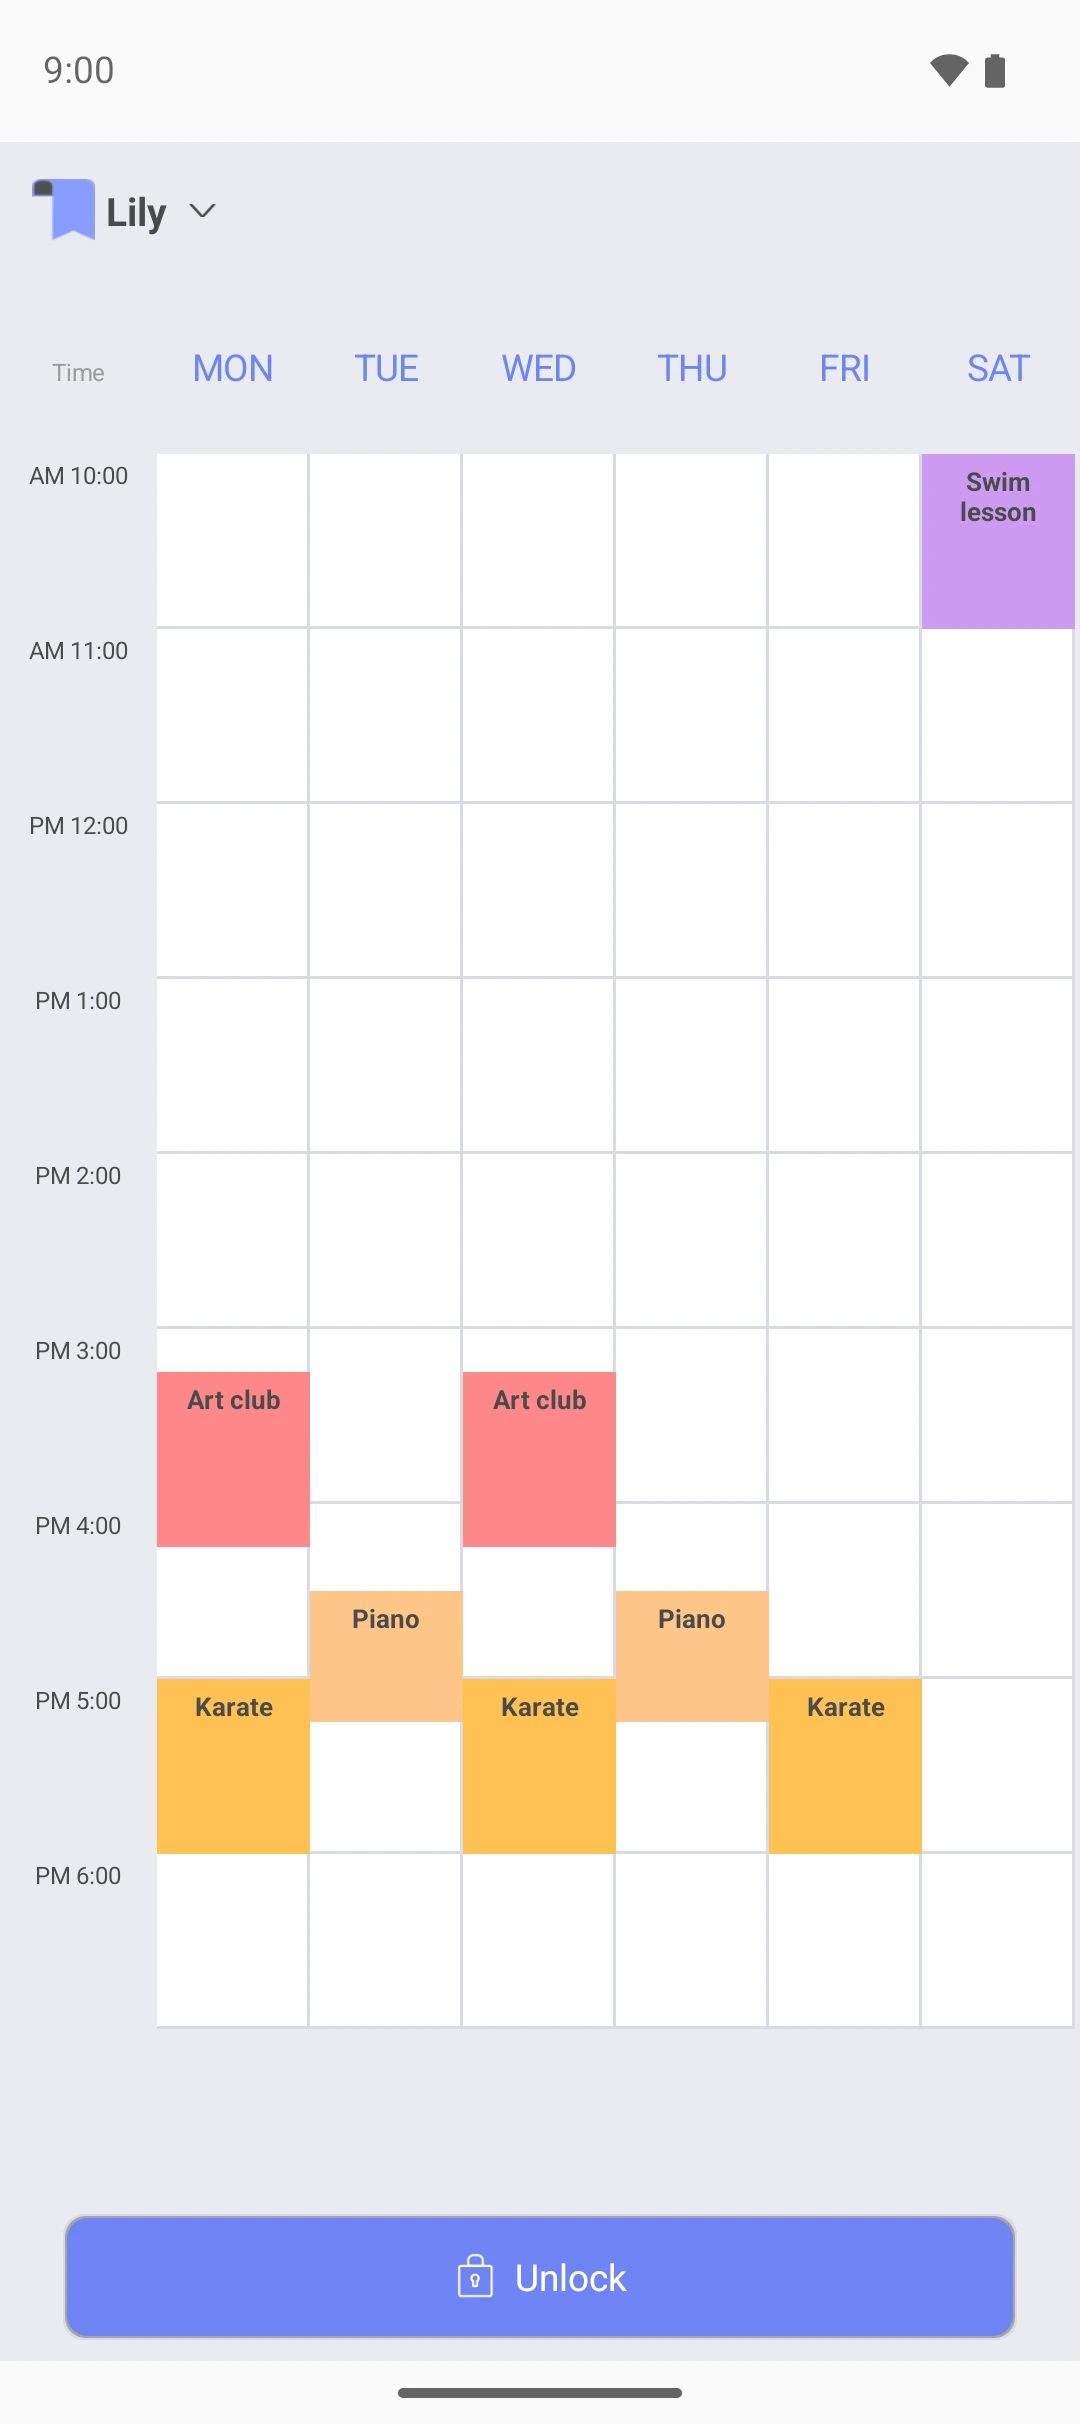 9:00
Lily
Time MON TUE WED THU FRI SAT
AM 10:00
Swim
lesson
AM 11:00
PM 12:00
PM 1:00
PM 2:00
PM 3:00
Art club Art club
PM 4:00
Piano Piano
PM 5:00
Karate Karate Karate
PM 6:00
Unlock